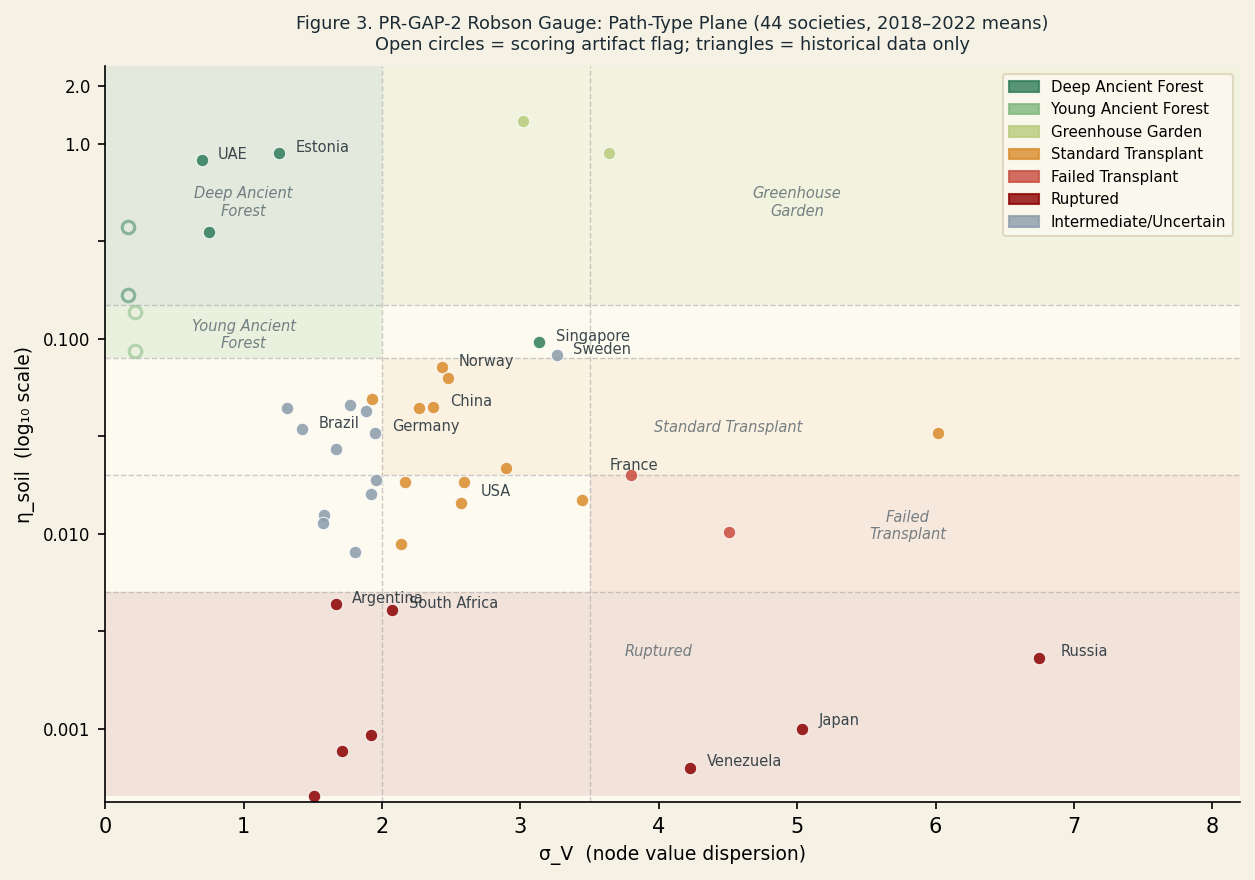 Figure 3. PR-GAP-2 Robson Gauge: Path-Type Plane (44 societies, 2018–2022 means)
Open circles = scoring artifact flag; triangles = historical data only
Deep Ancient Forest
Young Ancient Forest
Greenhouse Garden
Standard Transplant
Failed Transplant
Ruptured
Intermediate/Uncertain
2.0
1.0
0.100
0.010
0.001
η_soil (log₁₀ scale)
UAE
Estonia
Deep Ancient
Forest
Greenhouse
Garden
Young Ancient
Forest
Singapore
Sweden
Norway
China
Brazil
Germany
Standard Transplant
France
USA
Failed
Transplant
Argentina
South Africa
Ruptured
Russia
Japan
Venezuela
0 1 2 3 4 5 6 7 8
σ_V (node value dispersion)